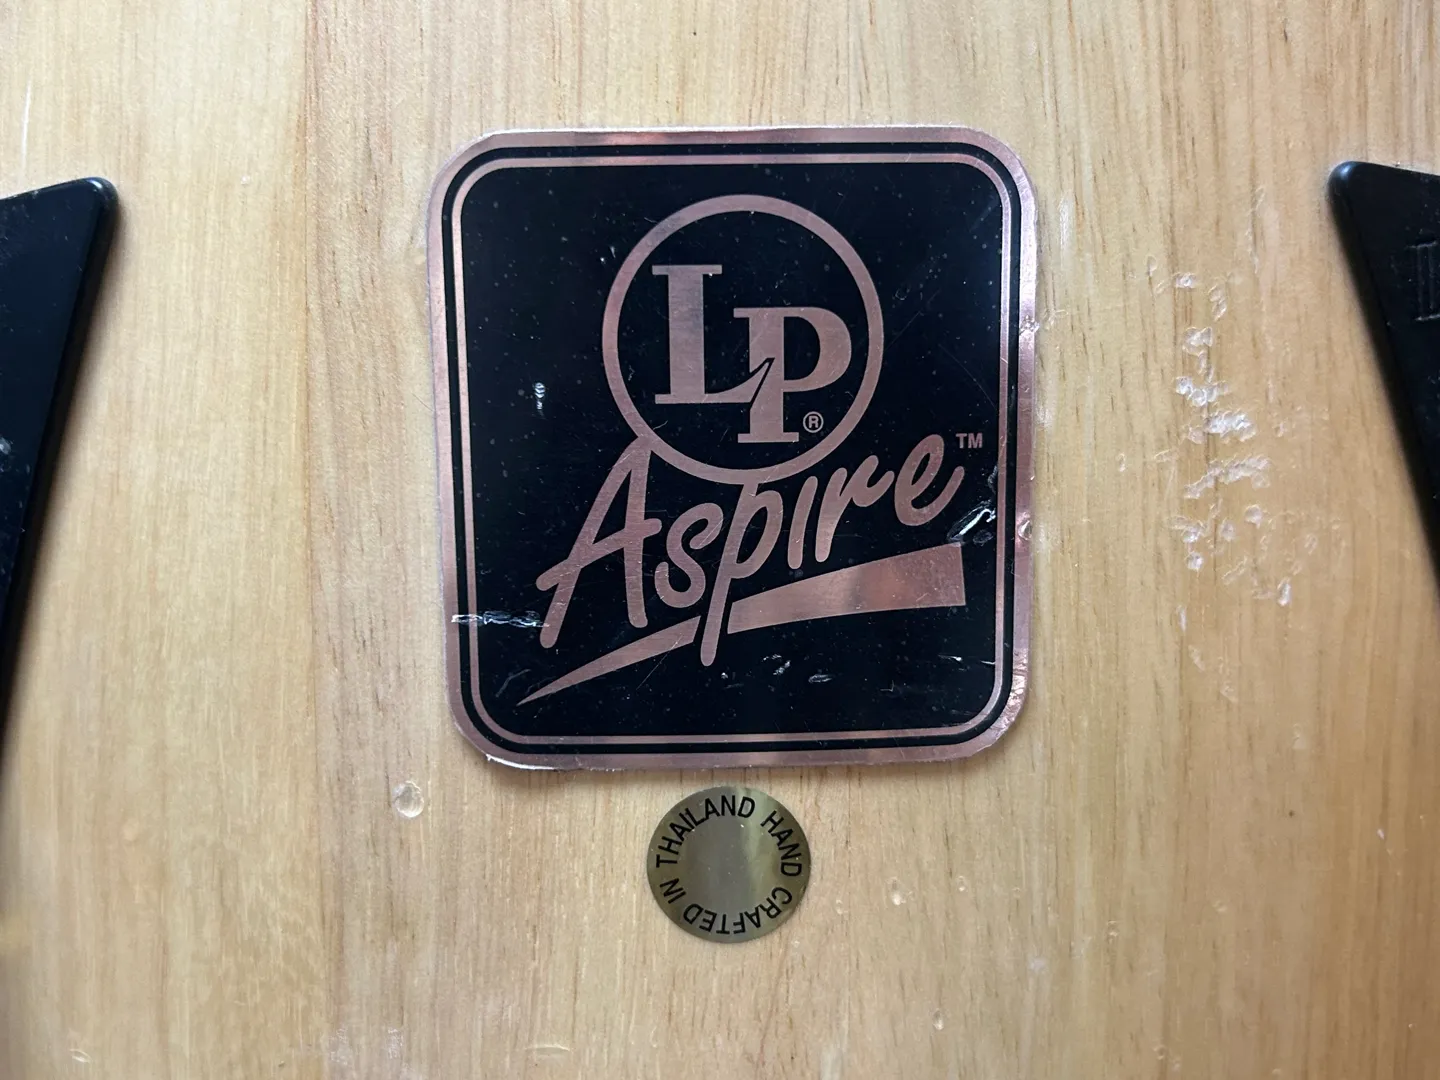 LP®
Aspire™
HAND CRAFTED IN THAILAND